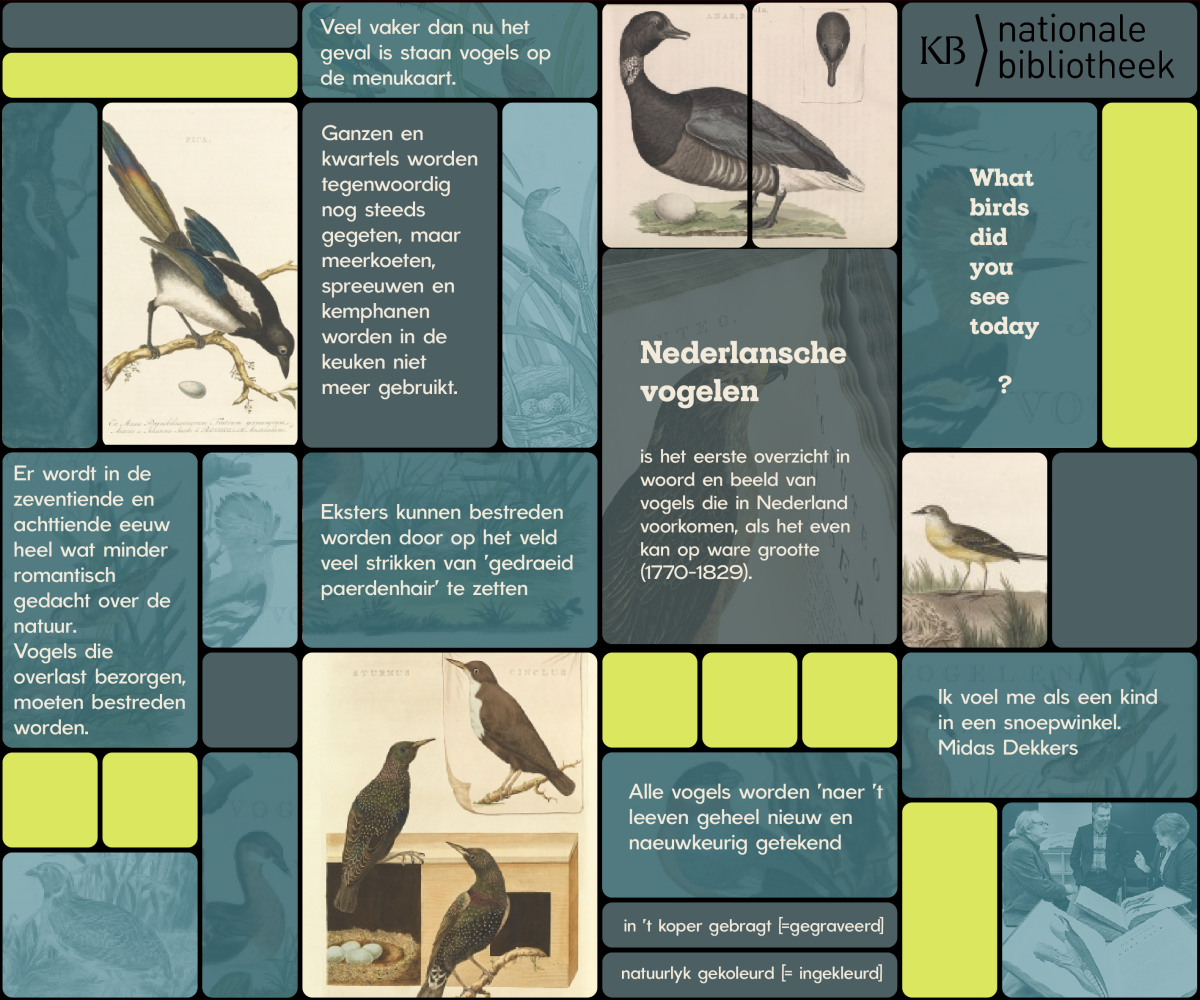 Veel vaker dan nu het
geval is staan vogels op
de menukaart.
KB
nationale
bibliotheek
PICA.
Ganzen en
kwartels worden
tegenwoordig
nog steeds
gegeten, maar
meerkoeten,
spreeuwen en
kemphanen
worden in de
keuken niet
meer gebruikt.
What
birds
did
you
see
today
?
Nederlansche
vogelen
is het eerste overzicht in
woord en beeld van
vogels die in Nederland
voorkomen, als het even
kan op ware grootte
(1770-1829).
Er wordt in de
zeventiende en
achttiende eeuw
heel wat minder
romantisch
gedacht over de
natuur.
Vogels die
overlast bezorgen,
moeten bestreden
worden.
Eksters kunnen bestreden
worden door op het veld
veel strikken van 'gedraeid
paerdenhair' te zetten
STURNUS
CINCLUS
Ik voel me als een kind
in een snoepwinkel.
Midas Dekkers
Alle vogels worden 'naer 't
leeven geheel nieuw en
naeuwkeurig getekend
in 't koper gebragt [=gegraveerd]
natuurlyk gekoleurd [= ingekleurd]